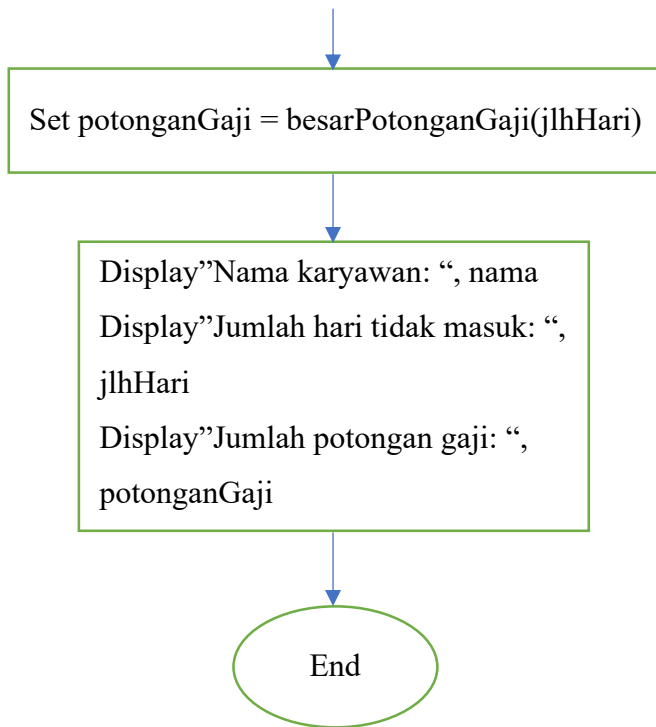 Set potonganGaji = besarPotonganGaji(jlhHari)
Display”Nama karyawan: “, nama
Display”Jumlah hari tidak masuk: “,
jlhHari
Display”Jumlah potongan gaji: “,
potonganGaji
End